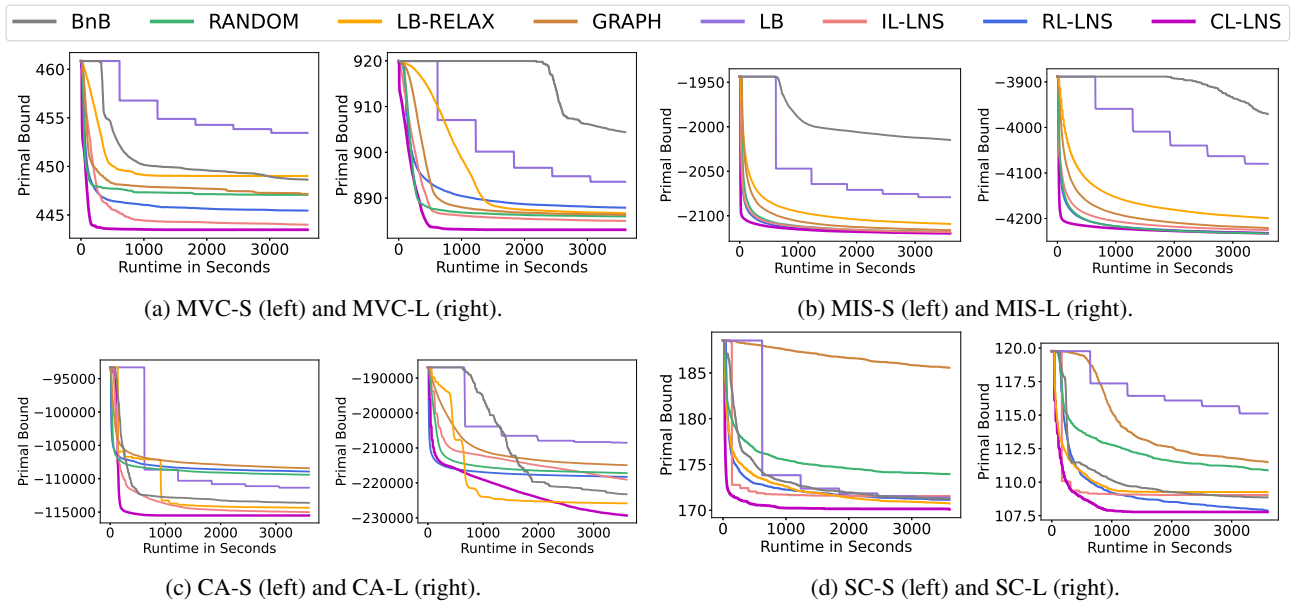 BnB RANDOM LB-RELAX GRAPH LB IL-LNS RL-LNS CL-LNS
Primal Bound
460
455
450
445
0 1000 2000 3000
Runtime in Seconds
Primal Bound
920
910
900
890
0 1000 2000 3000
Runtime in Seconds
(a) MVC-S (left) and MVC-L (right).
Primal Bound
−1950
−2000
−2050
−2100
0 1000 2000 3000
Runtime in Seconds
Primal Bound
−3900
−4000
−4100
−4200
0 1000 2000 3000
Runtime in Seconds
(b) MIS-S (left) and MIS-L (right).
Primal Bound
−95000
−100000
−105000
−110000
−115000
0 1000 2000 3000
Runtime in Seconds
Primal Bound
−190000
−200000
−210000
−220000
−230000
0 1000 2000 3000
Runtime in Seconds
(c) CA-S (left) and CA-L (right).
Primal Bound
185
180
175
170
0 1000 2000 3000
Runtime in Seconds
Primal Bound
120.0
117.5
115.0
112.5
110.0
107.5
0 1000 2000 3000
Runtime in Seconds
(d) SC-S (left) and SC-L (right).